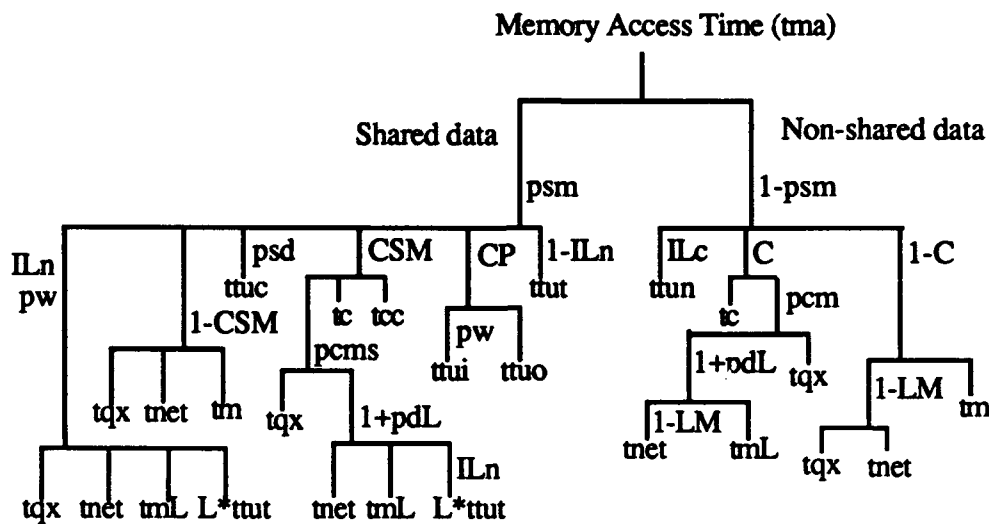 Memory Access Time (tma)
Shared data
Non-shared data
psm
1-psm
ILn
pw
psd
CSM
CP
1-ILn
ILc
C
1-C
ttuc
ttut
ttun
1-CSM
tc
tcc
pw
tc
pcm
pcms
ttui
ttuo
1+pdL
tqx
1-LM
tm
tqx
tnet
tm
tqx
1+pdL
1-LM
tnet
tmL
tqx
tnet
ILn
tqx
tnet
tmL
L*ttut
tnet
tmL
L*ttut